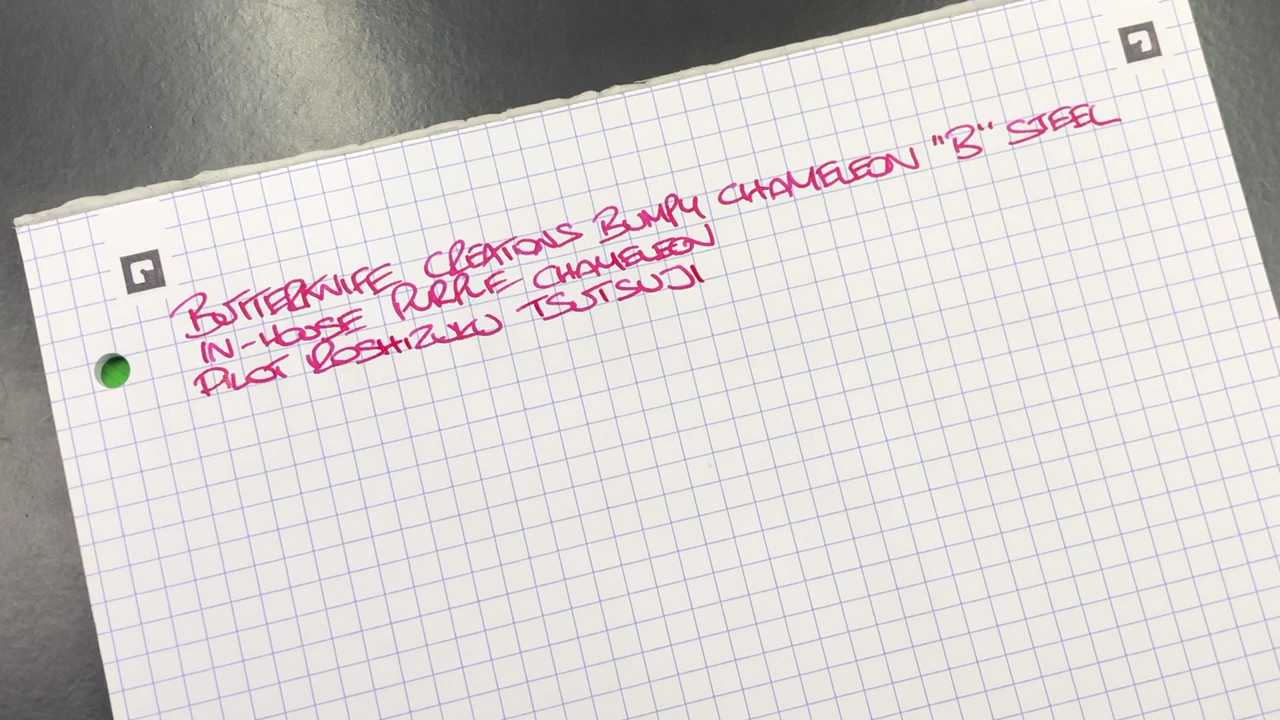 BUTTERKNIFE CREATIONS BUMPY CHAMELEON "B" STEEL
IN-HOUSE PURPLE CHAMELEON
PILOT IROSHIZUKU TSUTSUJI